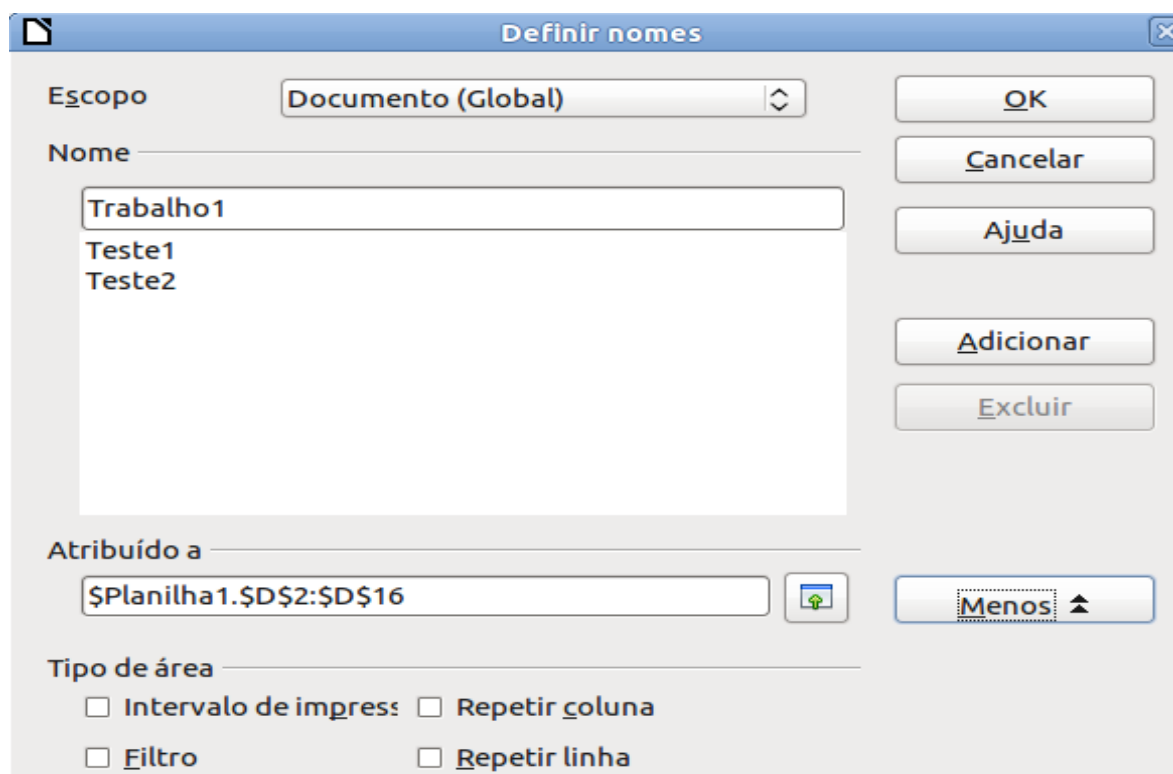 Definir nomes
Escopo Documento (Global) OK
Nome Cancelar
Trabalho1
Ajuda
Teste1
Teste2
Adicionar
Excluir
Atribuído a
$Planilha1.$D$2:$D$16 Menos
Tipo de área
Intervalo de impress Repetir coluna
Filtro Repetir linha